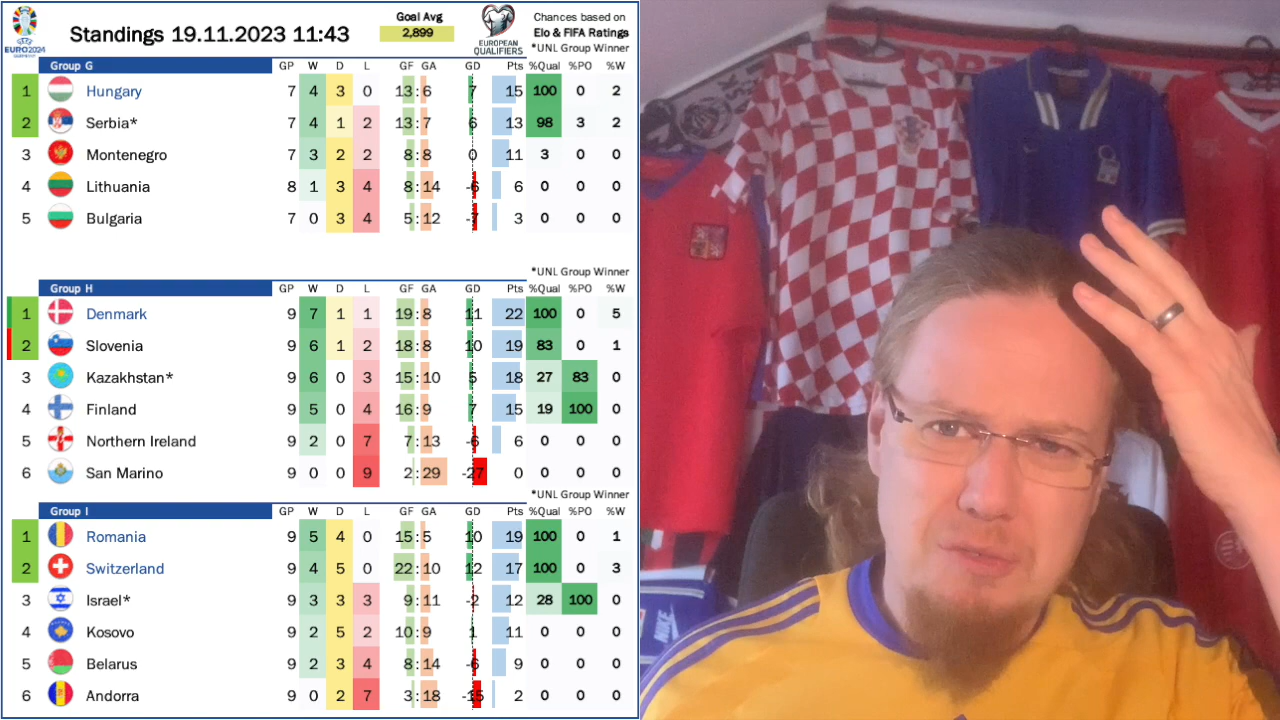 EURO2024
Standings 19.11.2023 11:43
Goal Avg
2,899
EUROPEAN
QUALIFIERS
Chances based on
Elo & FIFA Ratings
*UNL Group Winner
Group G GP W D L GF GA GD Pts %Qual %PO %W
1 Hungary 7 4 3 0 13:6 7 15 100 0 2
2 Serbia* 7 4 1 2 13:7 6 13 98 3 2
3 Montenegro 7 3 2 2 8:8 0 11 3 0 0
4 Lithuania 8 1 3 4 8:14 -6 6 0 0 0
5 Bulgaria 7 0 3 4 5:12 -7 3 0 0 0
*UNL Group Winner
Group H GP W D L GF GA GD Pts %Qual %PO %W
1 Denmark 9 7 1 1 19:8 11 22 100 0 5
2 Slovenia 9 6 1 2 18:8 10 19 83 0 1
3 Kazakhstan* 9 6 0 3 15:10 5 18 27 83 0
4 Finland 9 5 0 4 16:9 7 15 19 100 0
5 Northern Ireland 9 2 0 7 7:13 -6 6 0 0 0
6 San Marino 9 0 0 9 2:29 -27 0 0 0 0
*UNL Group Winner
Group I GP W D L GF GA GD Pts %Qual %PO %W
1 Romania 9 5 4 0 15:5 10 19 100 0 1
2 Switzerland 9 4 5 0 22:10 12 17 100 0 3
3 Israel* 9 3 3 3 9:11 -2 12 28 100 0
4 Kosovo 9 2 5 2 10:9 1 11 0 0 0
5 Belarus 9 2 3 4 8:14 -6 9 0 0 0
6 Andorra 9 0 2 7 3:18 -15 2 0 0 0
NIKE